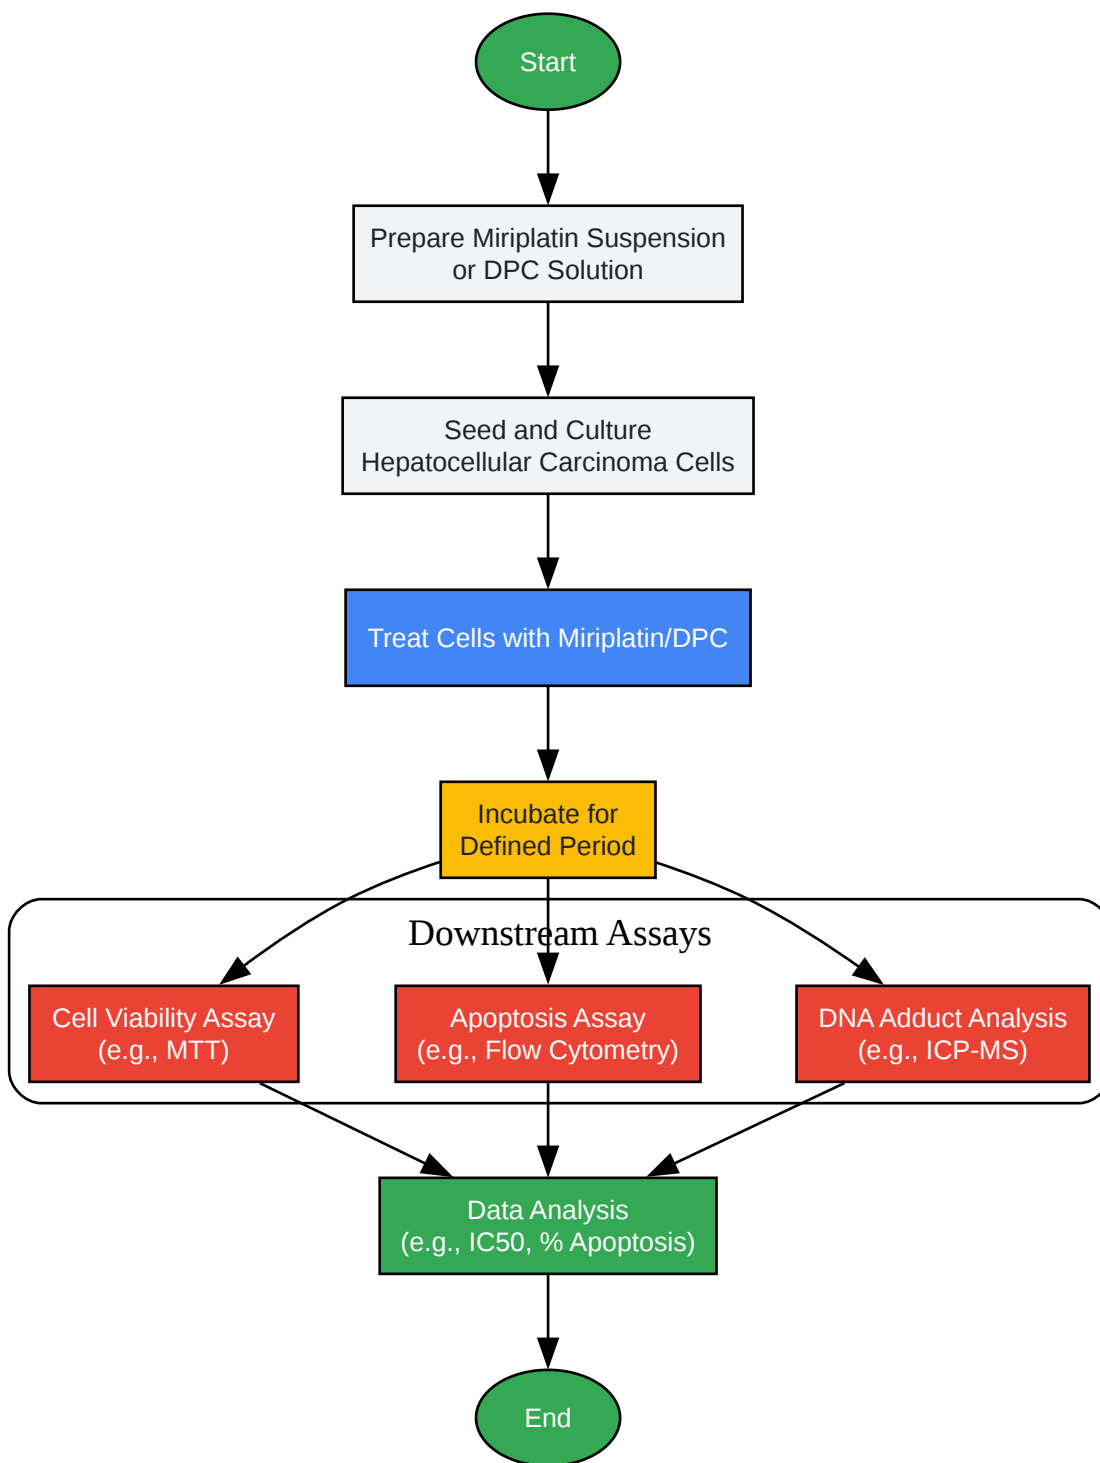 Start
Prepare Miriplatin Suspension
or DPC Solution
Seed and Culture
Hepatocellular Carcinoma Cells
Treat Cells with Miriplatin/DPC
Incubate for
Defined Period
Downstream Assays
Cell Viability Assay
(e.g., MTT)
Apoptosis Assay
(e.g., Flow Cytometry)
DNA Adduct Analysis
(e.g., ICP-MS)
Data Analysis
(e.g., IC50, % Apoptosis)
End